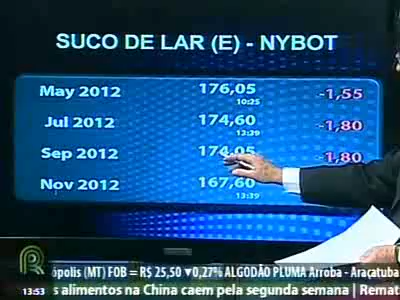 SUCO DE LAR (E) - NYBOT
May 2012 176,05 -1,55
10:25
Jul 2012 174,60 -1,80
13:39
Sep 2012 174,05 -1,80
Nov 2012 167,60
13:39
ópolis (MT) FOB = R$ 25,50 ▼0,27% ALGODÃO PLUMA Arroba - Araçatuba
13:53 s alimentos na China caem pela segunda semana | Remat